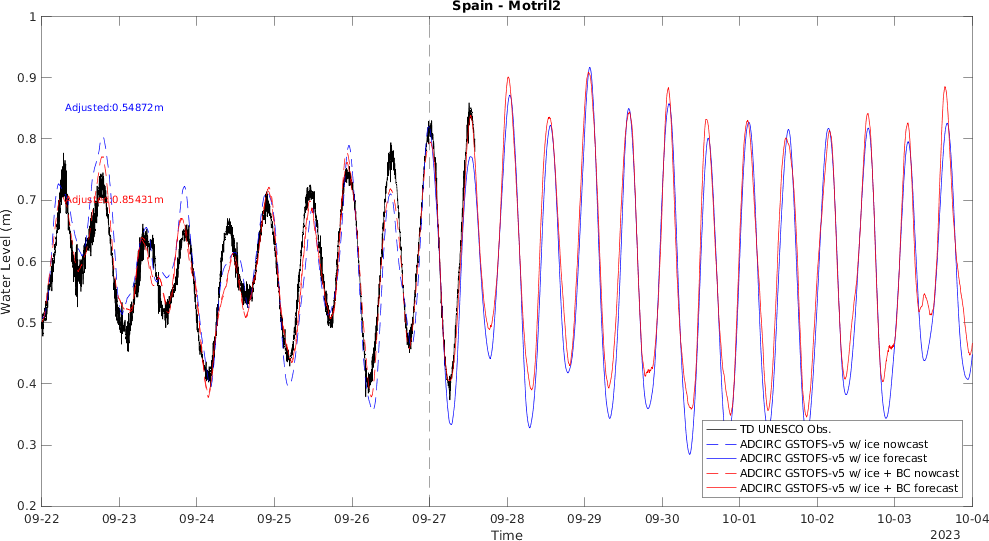 Spain - Motril2
1
0.9
0.8
0.7
0.6
0.5
0.4
0.3
0.2
Water Level (m)
Adjusted:0.54872m
Adjusted:0.85431m
TD UNESCO Obs.
ADCIRC GSTOFS-v5 w/ ice nowcast
ADCIRC GSTOFS-v5 w/ ice forecast
ADCIRC GSTOFS-v5 w/ ice + BC nowcast
ADCIRC GSTOFS-v5 w/ ice + BC forecast
09-22 09-23 09-24 09-25 09-26 09-27 09-28 09-29 09-30 10-01 10-02 10-03 10-04
Time
2023